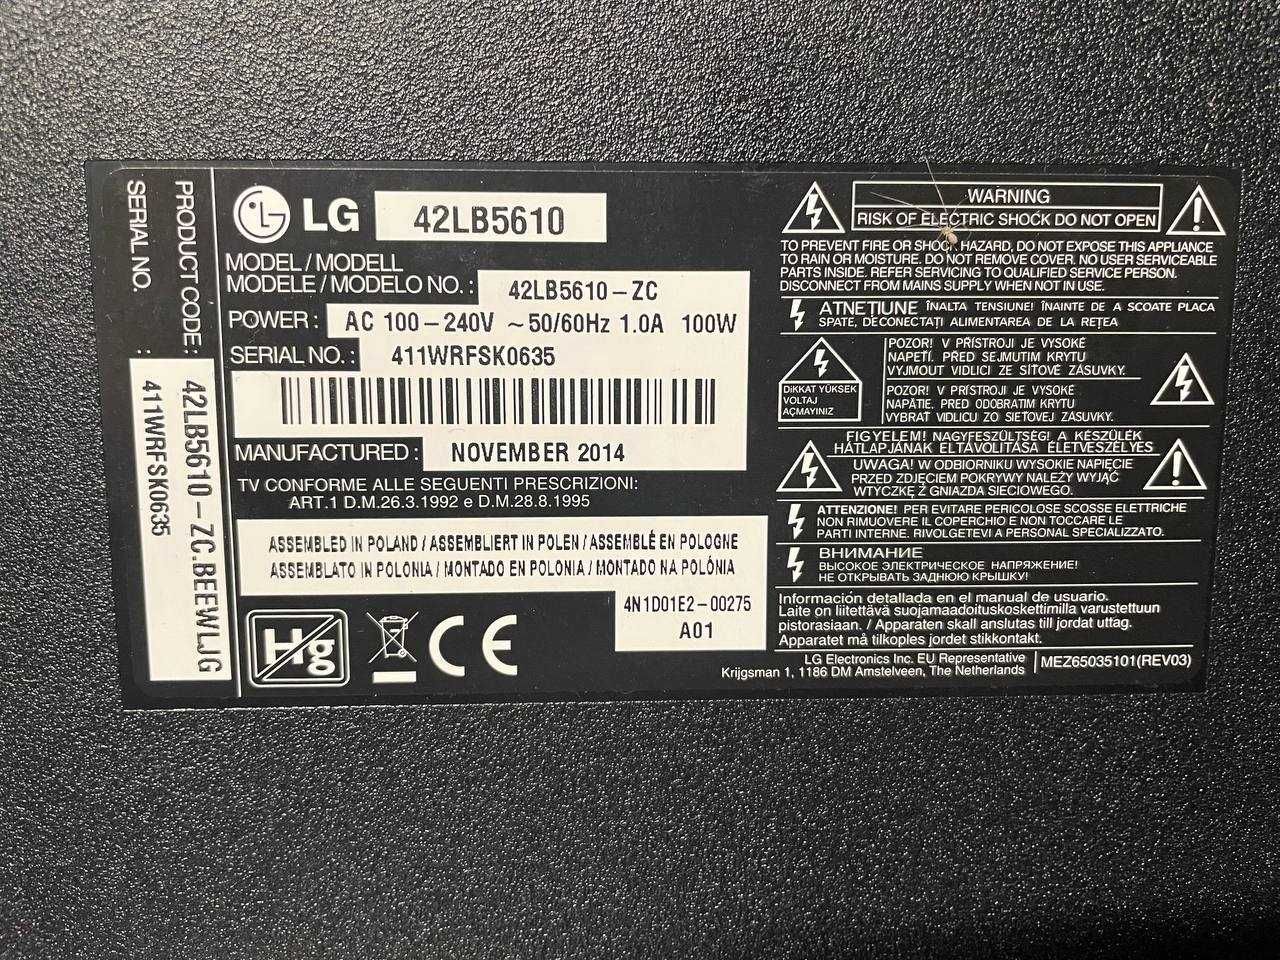 LG 42LB5610
MODEL / MODELL
MODELE / MODELO NO. : 42LB5610-ZC
POWER : AC 100-240V ~50/60Hz 1.0A 100W
SERIAL NO. : 411WRFSK0635
MANUFACTURED : NOVEMBER 2014
TV CONFORME ALLE SEGUENTI PRESCRIZIONI:
ART.1 D.M.26.3.1992 e D.M.28.8.1995
ASSEMBLED IN POLAND / ASSEMBLIERT IN POLEN / ASSEMBLÉ EN POLOGNE
ASSEMBLATO IN POLONIA / MONTADO EN POLONIA / MONTADO NA POLÓNIA
4N1D01E2-00275
A01
Hg
CE
PRODUCT CODE : 42LB5610-ZC.BEEWLJG
SERIAL NO. : 411WRFSK0635
WARNING
RISK OF ELECTRIC SHOCK DO NOT OPEN
TO PREVENT FIRE OR SHOCK HAZARD, DO NOT EXPOSE THIS APPLIANCE
TO RAIN OR MOISTURE. DO NOT REMOVE COVER. NO USER SERVICEABLE
PARTS INSIDE. REFER SERVICING TO QUALIFIED SERVICE PERSON.
DISCONNECT FROM MAINS SUPPLY WHEN NOT IN USE.
ATNEȚIUNE ÎNALTA TENSIUNE! ÎNAINTE DE A SCOATE PLACA
SPATE, DECONECTAȚI ALIMENTAREA DE LA REȚEA
DiKKAT YÜKSEK
VOLTAJ
AÇMAYINIZ
POZOR! V PŘÍSTROJI JE VYSOKÉ
NAPĚTÍ. PŘED SEJMUTIM KRYTU
VYJMOUT VIDLICI ZE SÍŤOVÉ ZÁSUVKY.
POZOR! V PRÍSTROJI JE VYSOKÉ
NAPÄTIE. PRED ODOBRATIM KRYTU
VYBRAŤ VIDLICU ZO SIEŤOVEJ ZÁSUVKY.
FIGYELEM! NAGYFESZÜLTSÉG! A KÉSZÜLÉK
HÁTLAPJÁNAK ELTÁVOLÍTÁSA ÉLETVESZÉLYES
UWAGA! W ODBIORNIKU WYSOKIE NAPIĘCIE
PRZED ZDJĘCIEM POKRYWY NALEŻY WYJĄĆ
WTYCZKĘ Z GNIAZDA SIECIOWEGO.
ATTENZIONE! PER EVITARE PERICOLOSE SCOSSE ELETTRICHE
NON RIMUOVERE IL COPERCHIO E NON TOCCARE LE
PARTI INTERNE. RIVOLGETEVI A PERSONAL SPECIALIZZATO.
ВНИМАНИЕ
ВЫСОКОЕ ЭЛЕКТРИЧЕСКОЕ НАПРЯЖЕНИЕ!
НЕ ОТКРЫВАТЬ ЗАДНЮЮ КРЫШКУ!
Información detallada en el manual de usuario.
Laite on liitettävä suojamaadoituskoskettimilla varustettuun
pistorasiaan. / Apparaten skall anslutas till jordat uttag.
Apparatet må tilkoples jordet stikkontakt.
LG Electronics Inc. EU Representative
Krijgsman 1, 1186 DM Amstelveen, The Netherlands
MEZ65035101(REV03)